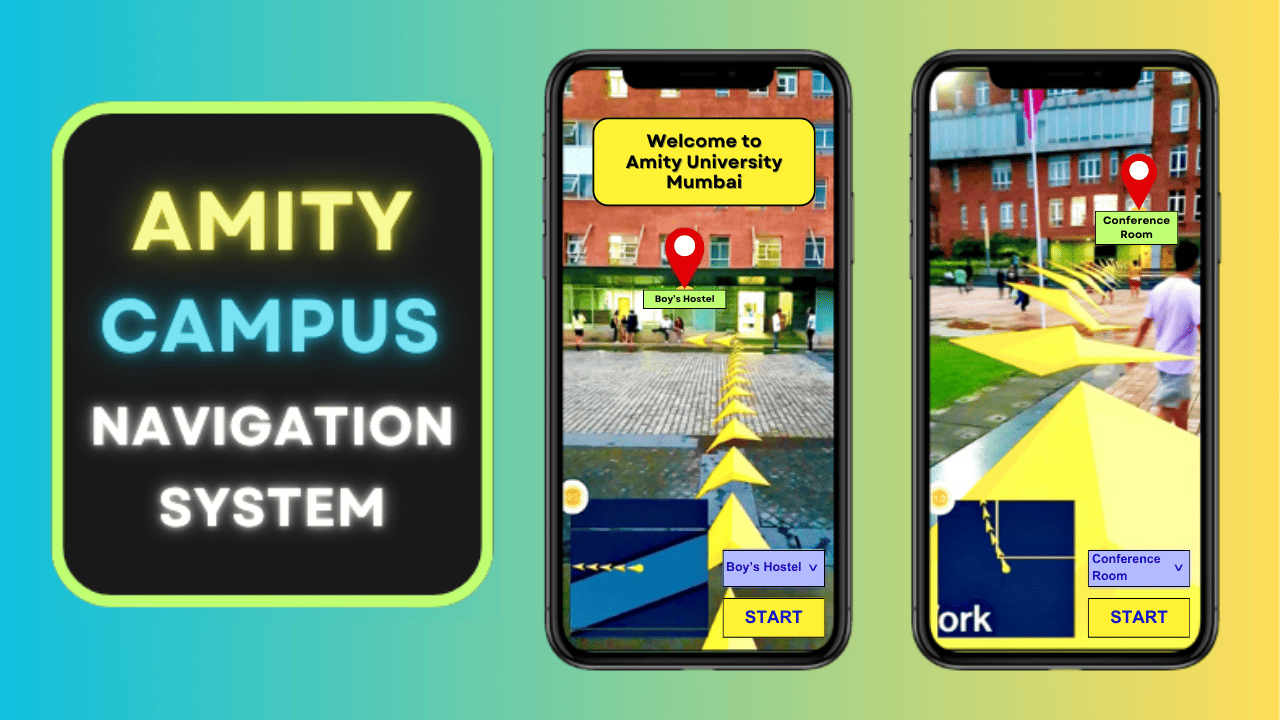 AMITY
CAMPUS
NAVIGATION
SYSTEM
Welcome to
Amity University
Mumbai
Boy's Hostel
Boy's Hostel
START
Conference
Room
Conference
Room
START
ork